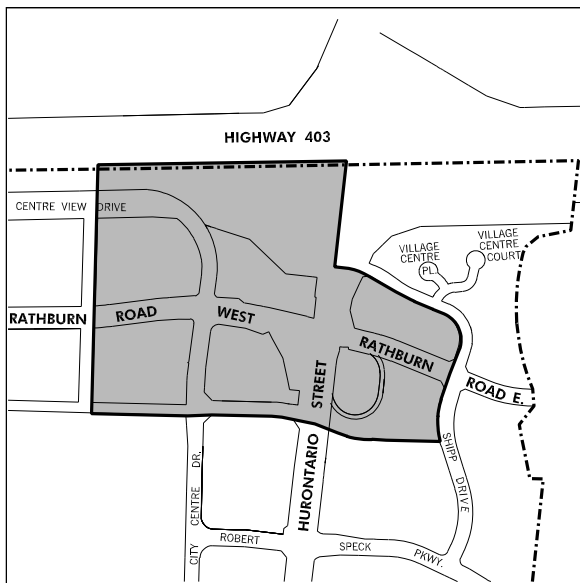 HIGHWAY 403
CENTRE VIEW DRIVE
VILLAGE
CENTRE
PL.
VILLAGE
CENTRE
COURT
RATHBURN ROAD WEST
RATHBURN ROAD E.
HURONTARIO STREET
CITY CENTRE DR.
SHIPP DRIVE
ROBERT SPECK PKWY.